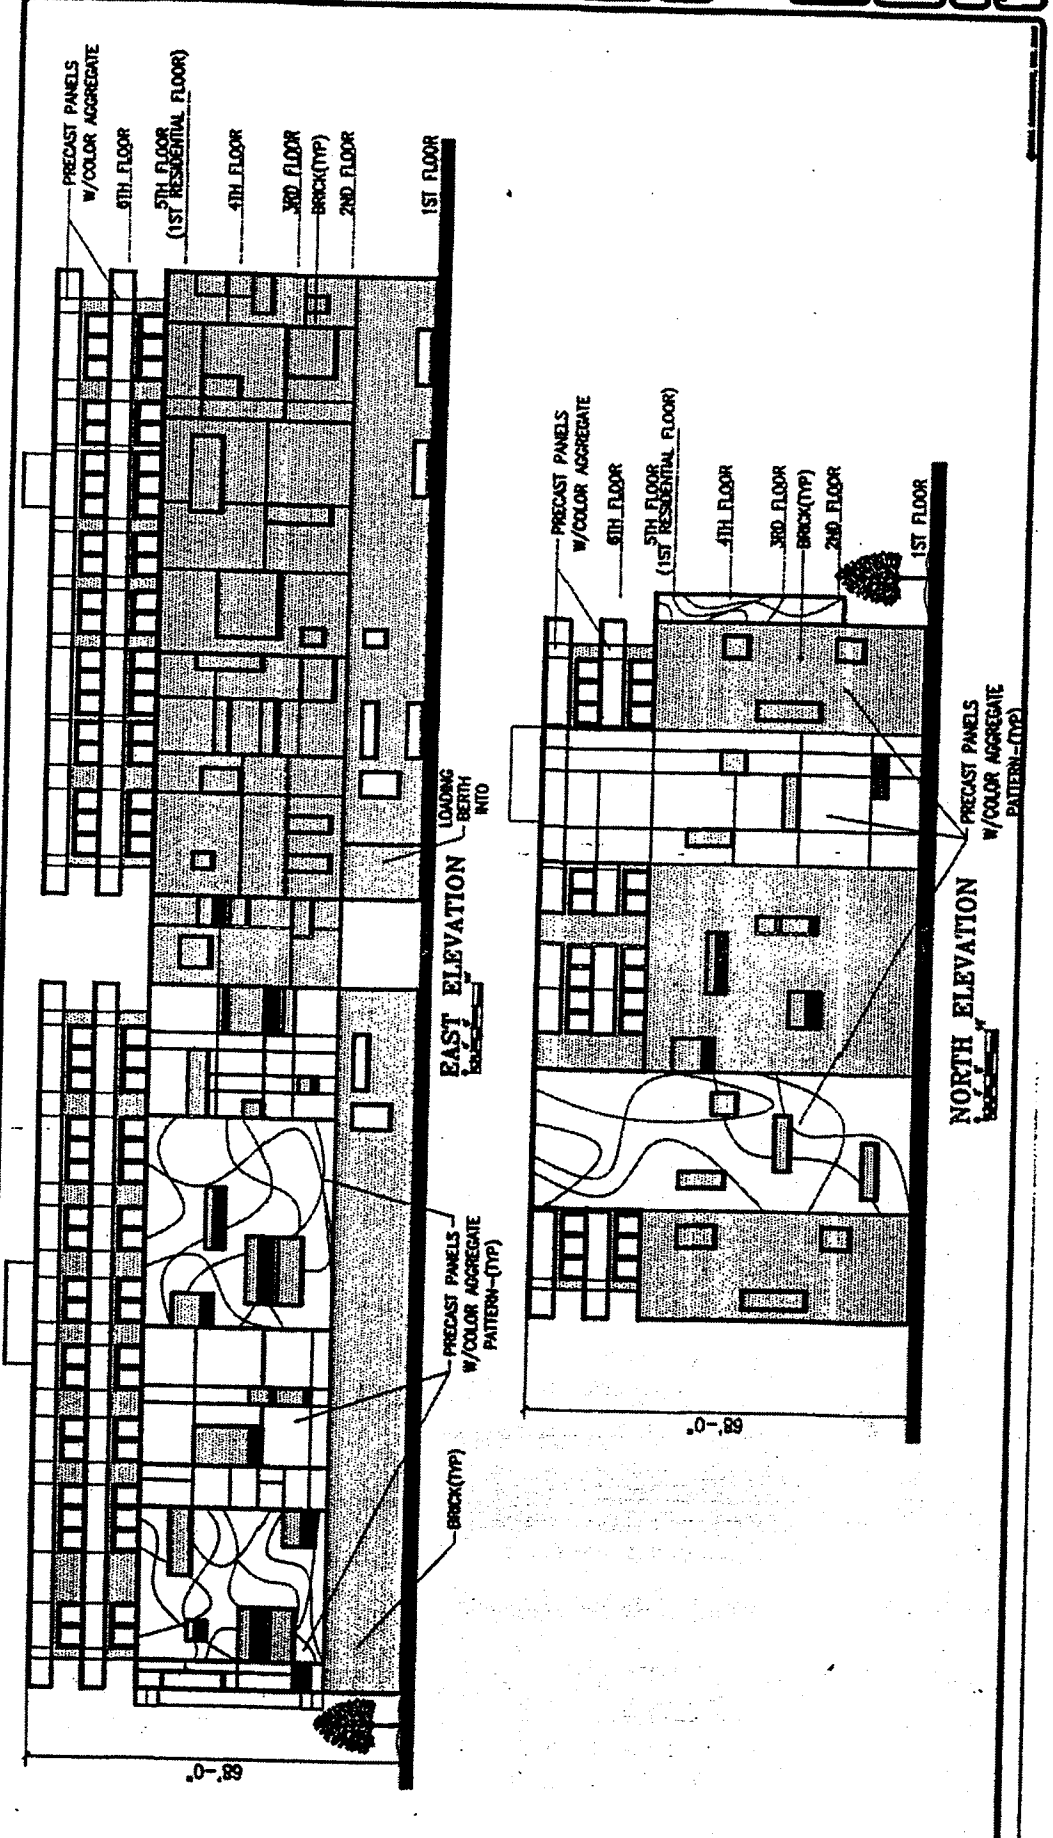 PRECAST PANELS
W/COLOR AGGREGATE
6TH FLOOR
5TH FLOOR
(1ST RESIDENTIAL FLOOR)
4TH FLOOR
3RD FLOOR
BRICK(TYP)
2ND FLOOR
1ST FLOOR
LOADING
BERTH
INTO
EAST ELEVATION
PRECAST PANELS
W/COLOR AGGREGATE
PATTERN-(TYP)
BRICK(TYP)
68'-0"
PRECAST PANELS
W/COLOR AGGREGATE
6TH FLOOR
5TH FLOOR
(1ST RESIDENTIAL FLOOR)
4TH FLOOR
3RD FLOOR
BRICK(TYP)
2ND FLOOR
1ST FLOOR
PRECAST PANELS
W/COLOR AGGREGATE
PATTERN-(TYP)
NORTH ELEVATION
68'-0"